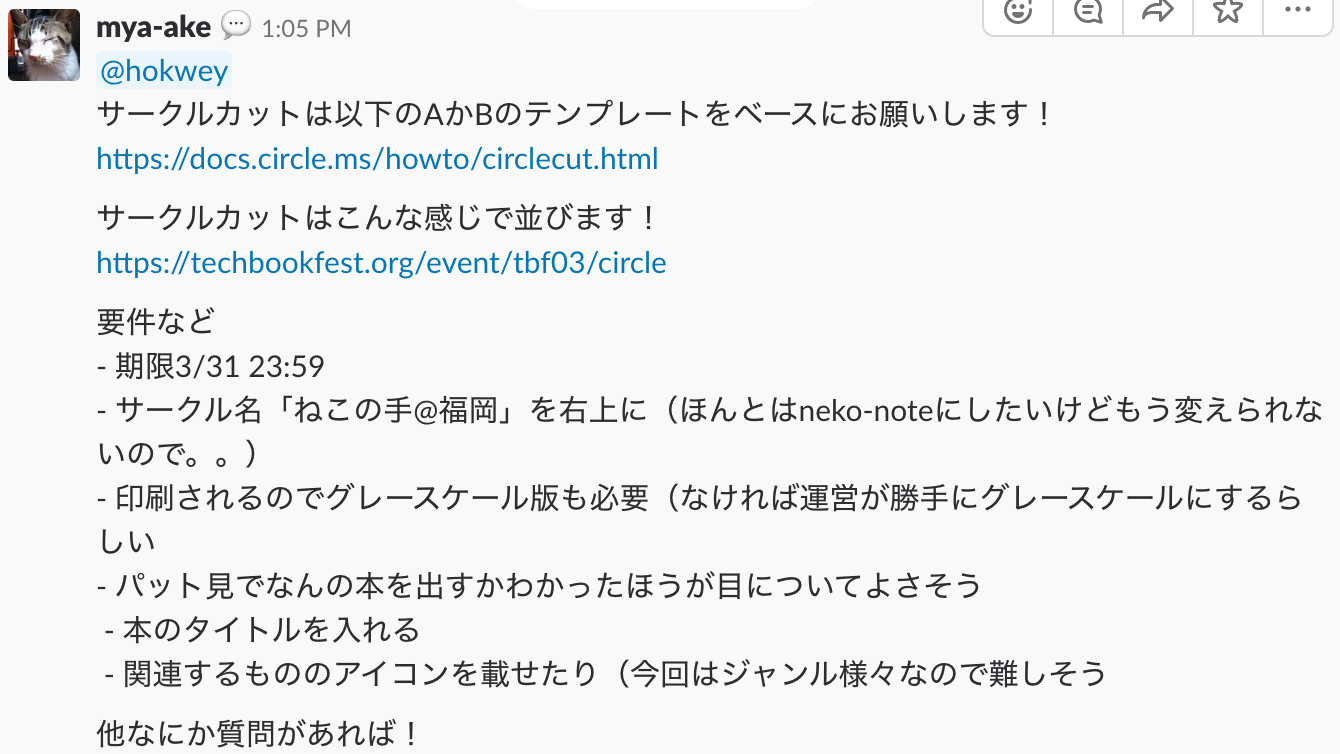 mya-ake 💬 1:05 PM
@hokwey
サークルカットは以下のAかBのテンプレートをベースにお願いします！
https://docs.circle.ms/howto/circlecut.html
サークルカットはこんな感じで並びます！
https://techbookfest.org/event/tbf03/circle
要件など
- 期限3/31 23:59
- サークル名「ねこの手@福岡」を右上に（ほんとはneko-noteにしたいけどもう変えられな
いので。。）
- 印刷されるのでグレースケール版も必要（なければ運営が勝手にグレースケールにするら
しい
- パット見でなんの本を出すかわかったほうが目についてよさそう
- 本のタイトルを入れる
- 関連するもののアイコンを載せたり（今回はジャンル様々なので難しそう
他なにか質問があれば！